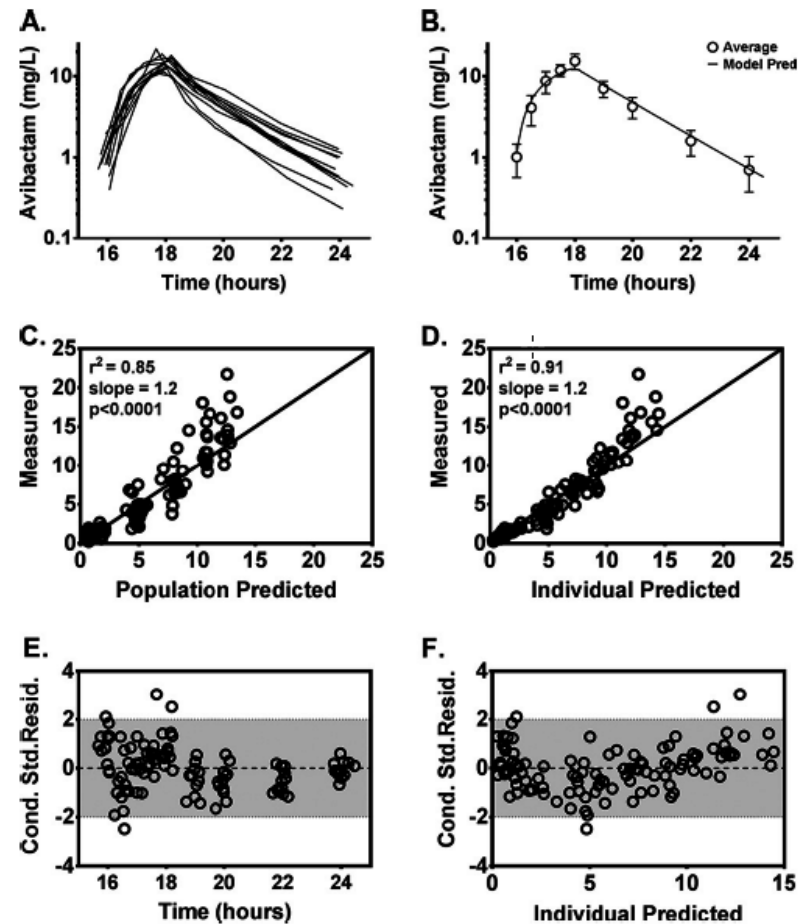 A.
Avibactam (mg/L)
10
1
0.1
16 18 20 22 24
Time (hours)
B.
Avibactam (mg/L)
10
1
0.1
16 18 20 22 24
Time (hours)
Average
Model Pred
C.
Measured
25
20
15
10
5
0
r² = 0.85
slope = 1.2
p<0.0001
0 5 10 15 20 25
Population Predicted
D.
Measured
25
20
15
10
5
0
r² = 0.91
slope = 1.2
p<0.0001
0 5 10 15 20 25
Individual Predicted
E.
Cond. Std.Resid.
4
2
0
-2
-4
16 18 20 22 24
Time (hours)
F.
Cond. Std.Resid.
4
2
0
-2
-4
0 5 10 15
Individual Predicted